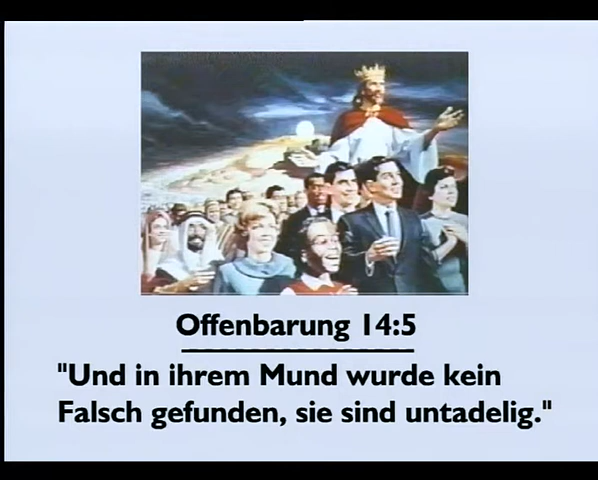 Offenbarung 14:5
"Und in ihrem Mund wurde kein
Falsch gefunden, sie sind untadelig."